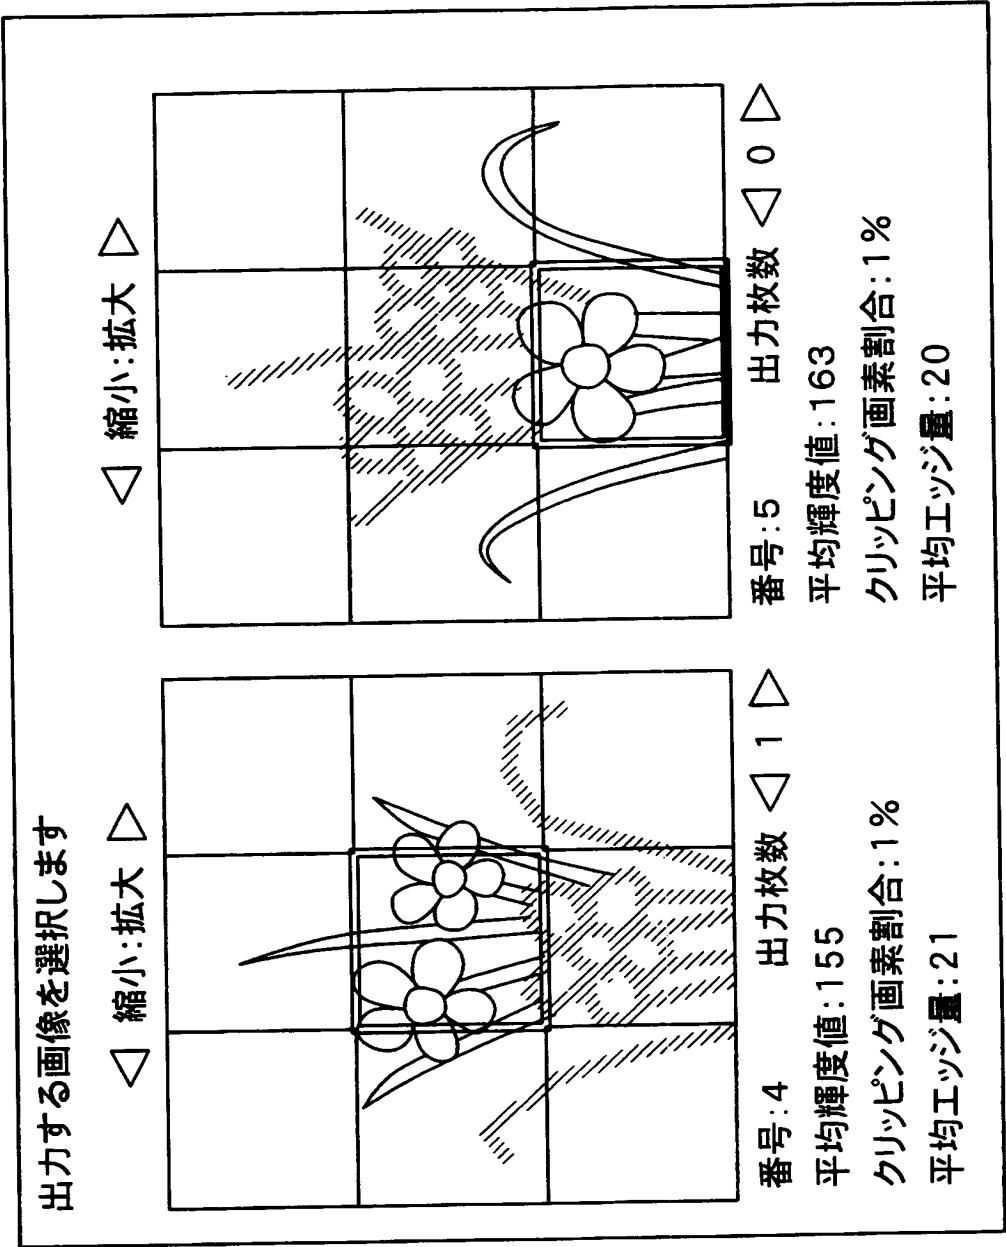 出力する画像を選択します
◁ 縮小:拡大 ▷
番号:4 出力枚数 ◁ 1 ▷
平均輝度値:155
クリッピング画素割合:1%
平均エッジ量:21
◁ 縮小:拡大 ▷
番号:5 出力枚数 ◁ 0 ▷
平均輝度値:163
クリッピング画素割合:1%
平均エッジ量:20